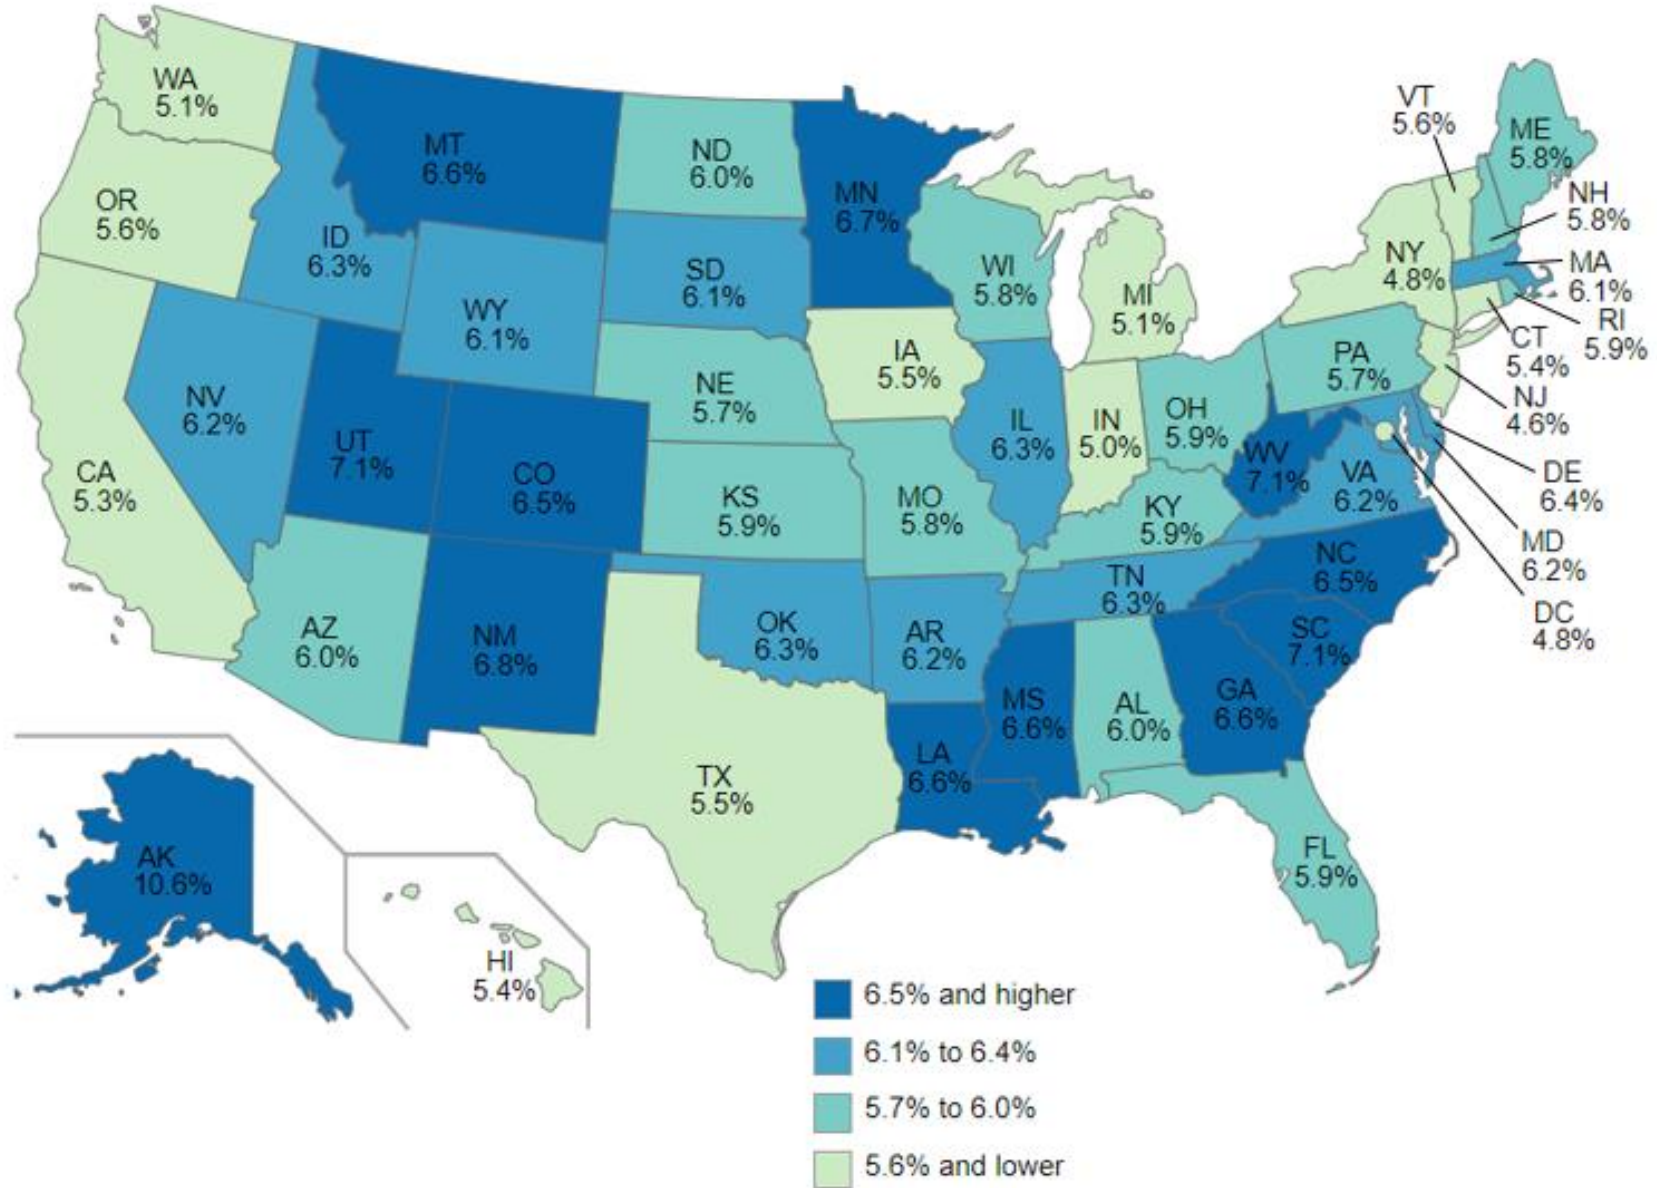 WA
5.1%
OR
5.6%
CA
5.3%
ID
6.3%
NV
6.2%
MT
6.6%
WY
6.1%
UT
7.1%
CO
6.5%
AZ
6.0%
NM
6.8%
ND
6.0%
SD
6.1%
NE
5.7%
KS
5.9%
OK
6.3%
TX
5.5%
MN
6.7%
IA
5.5%
MO
5.8%
AR
6.2%
LA
6.6%
WI
5.8%
IL
6.3%
MS
6.6%
MI
5.1%
IN
5.0%
OH
5.9%
KY
5.9%
TN
6.3%
AL
6.0%
GA
6.6%
FL
5.9%
SC
7.1%
NC
6.5%
VA
6.2%
WV
7.1%
PA
5.7%
NY
4.8%
VT
5.6%
ME
5.8%
NH
5.8%
MA
6.1%
RI
5.9%
CT
5.4%
NJ
4.6%
DE
6.4%
MD
6.2%
DC
4.8%
AK
10.6%
HI
5.4%
6.5% and higher
6.1% to 6.4%
5.7% to 6.0%
5.6% and lower